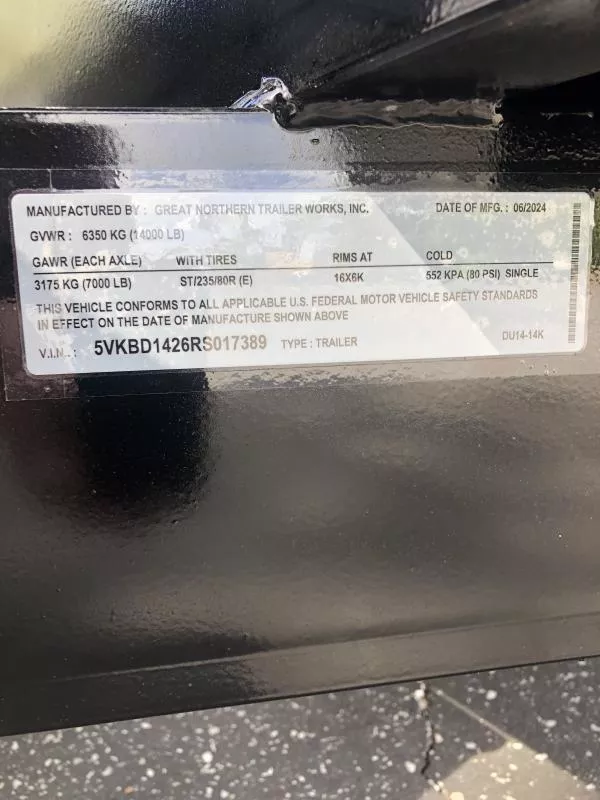 MANUFACTURED BY : GREAT NORTHERN TRAILER WORKS, INC. DATE OF MFG. : 06/2024
GVWR : 6350 KG (14000 LB)
GAWR (EACH AXLE) WITH TIRES RIMS AT COLD
3175 KG (7000 LB) ST/235/80R (E) 16X6K 552 KPA (80 PSI) SINGLE
THIS VEHICLE CONFORMS TO ALL APPLICABLE U.S. FEDERAL MOTOR VEHICLE SAFETY STANDARDS
IN EFFECT ON THE DATE OF MANUFACTURE SHOWN ABOVE
V.I.N.. : 5VKBD1426RS017389 TYPE : TRAILER DU14-14K